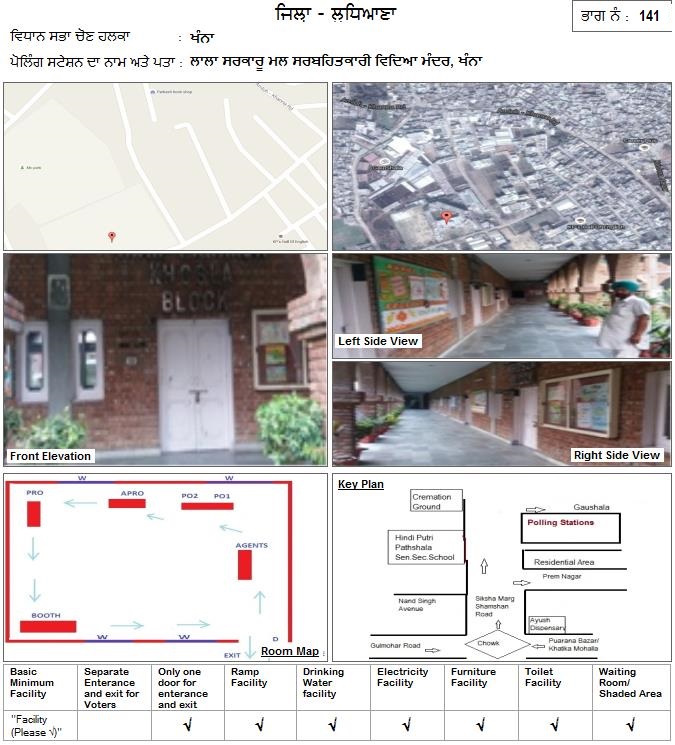 ਜਿਲ੍ਹਾ - ਲੁਧਿਆਣਾ
ਭਾਗ ਨੰ : 141
ਵਿਧਾਨ ਸਭਾ ਚੋਣ ਹਲਕਾ : ਖੰਨਾ
ਪੋਲਿੰਗ ਸਟੇਸ਼ਨ ਦਾ ਨਾਮ ਅਤੇ ਪਤਾ : ਲਾਲਾ ਸਰਕਾਰੂ ਮਲ ਸਰਬਹਿਤਕਾਰੀ ਵਿਦਿਆ ਮੰਦਰ, ਖੰਨਾ
KHOSLA
BLOCK
Front Elevation
Left Side View
Right Side View
W W
PRO APRO PO2 PO1
AGENTS
BOOTH
W W D
EXIT Room Map :
Key Plan
Cremation
Ground
Gaushala
Polling Stations
Hindi Putri
Pathshala
Sen.Sec.School
Residential Area
Prem Nagar
Nand Singh
Avenue
Siksha Marg
Shamshan
Road
Ayush
Dispensary
Gulmohar Road
Chowk
Puarana Bazar/
Khatika Mohalla
Basic Minimum Facility
Separate Enterance and exit for Voters
Only one door for enterance and exit
Ramp Facility
Drinking Water facility
Electricity Facility
Furniture Facility
Toilet Facility
Waiting Room/ Shaded Area
"Facility (Please √)" √ √ √ √ √ √ √